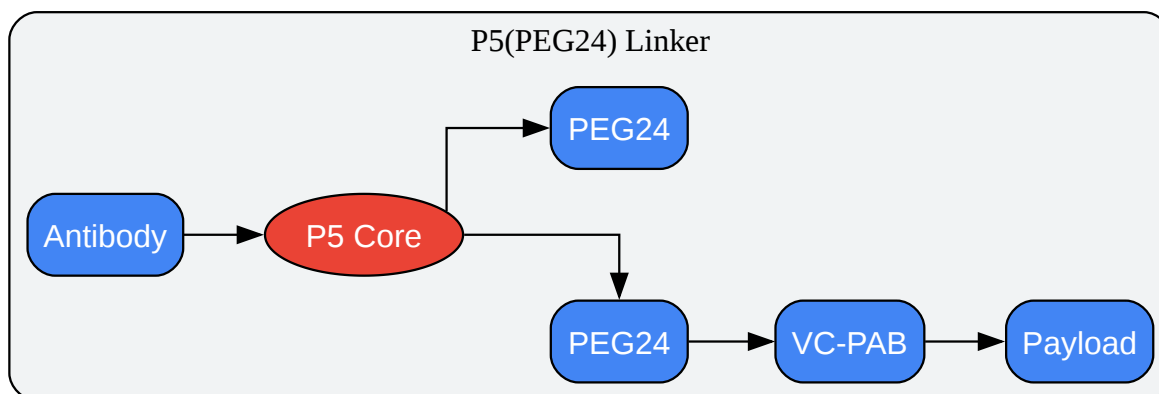 P5(PEG24) Linker
PEG24
Antibody
P5 Core
PEG24
VC-PAB
Payload